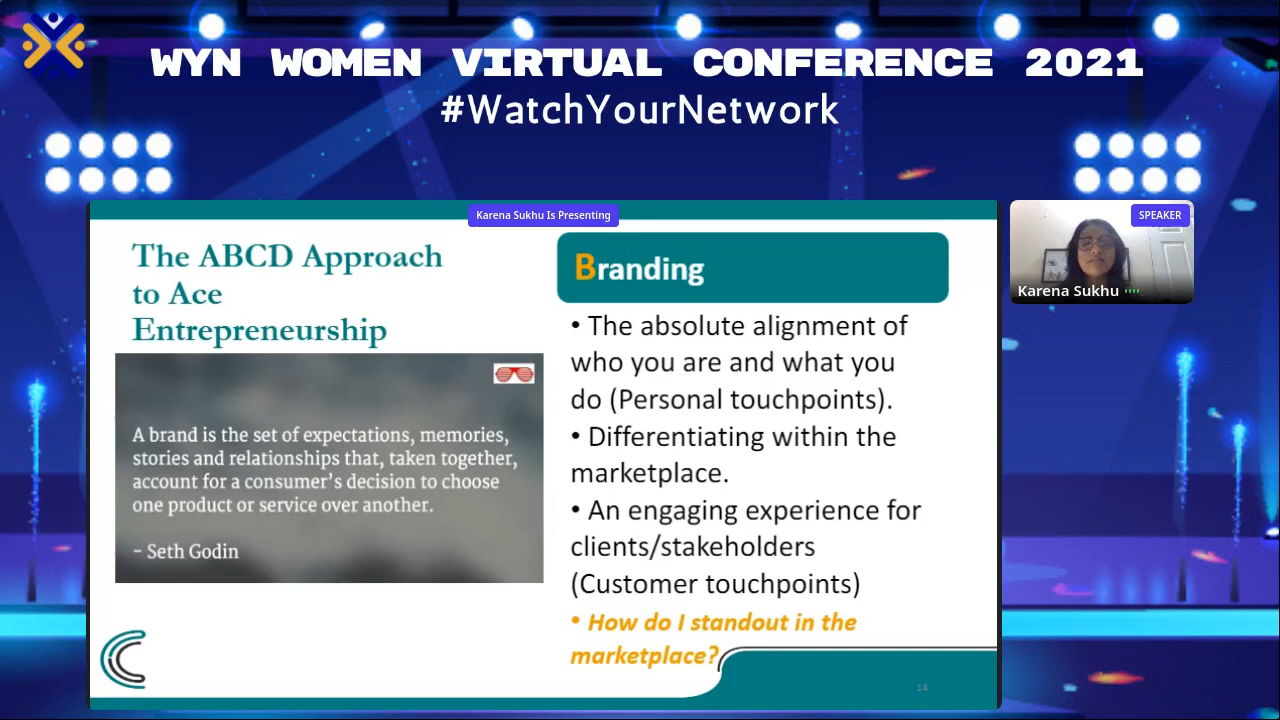 WYN WOMEN VIRTUAL CONFERENCE 2021
#WatchYourNetwork
Karena Sukhu Is Presenting
SPEAKER
Karena Sukhu
The ABCD Approach
to Ace
Entrepreneurship
A brand is the set of expectations, memories,
stories and relationships that, taken together,
account for a consumer's decision to choose
one product or service over another.
– Seth Godin
Branding
• The absolute alignment of
who you are and what you
do (Personal touchpoints).
• Differentiating within the
marketplace.
• An engaging experience for
clients/stakeholders
(Customer touchpoints)
• How do I standout in the
marketplace?
14